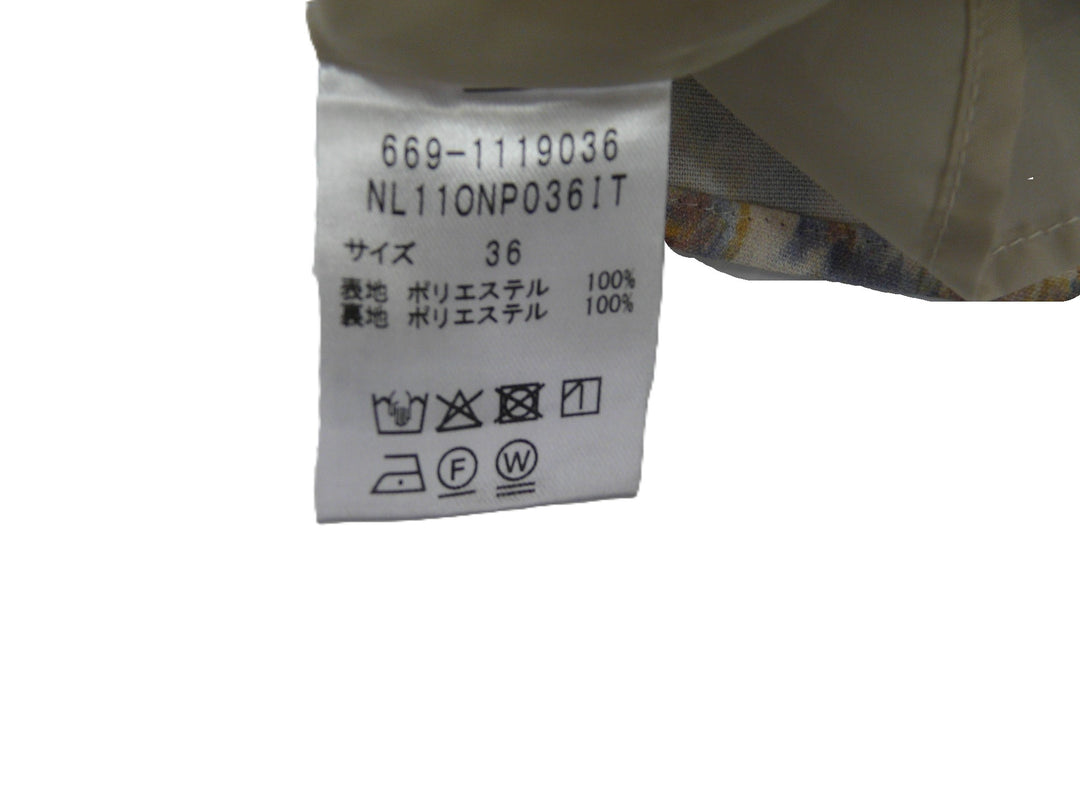 669-1119036
NL110NP036IT
サイズ 36
表地 ポリエステル 100%
裏地 ポリエステル 100%
F W